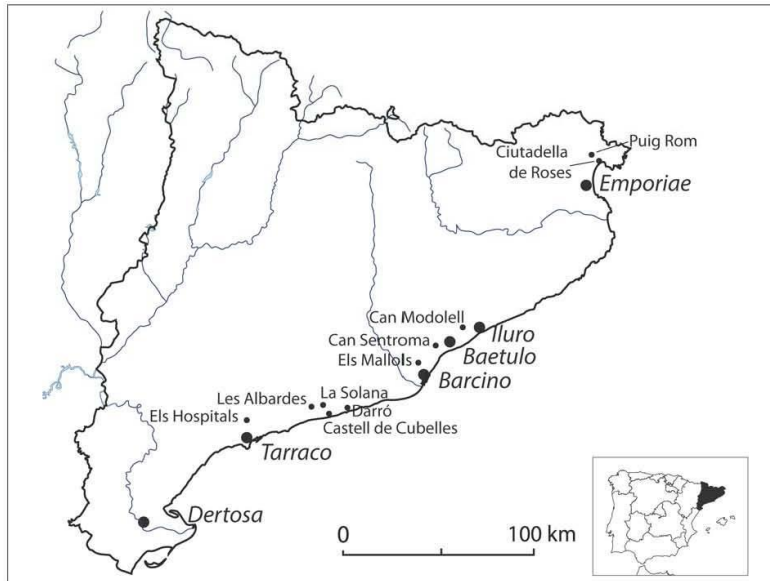 Puig Rom
Ciutadella
de Roses
Emporiae
Can Modolell
Iluro
Can Sentroma
Baetulo
Els Mallols
Barcino
Les Albardes
La Solana
Darró
Els Hospitals
Castell de Cubelles
Tarraco
Dertosa
0 100 km